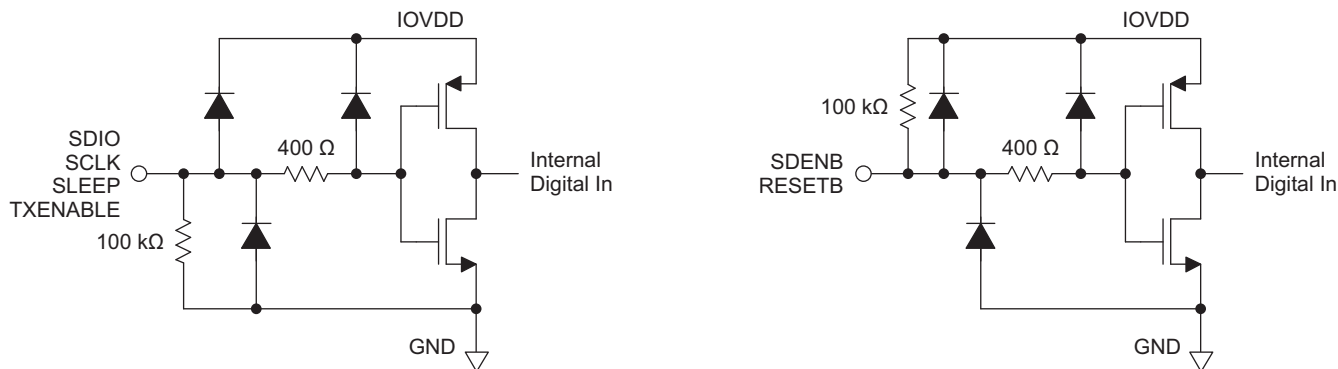 IOVDD
400 Ω
SDIO
SCLK
SLEEP
TXENABLE
Internal
Digital In
100 kΩ
GND
IOVDD
100 kΩ
400 Ω
SDENB
RESETB
Internal
Digital In
GND